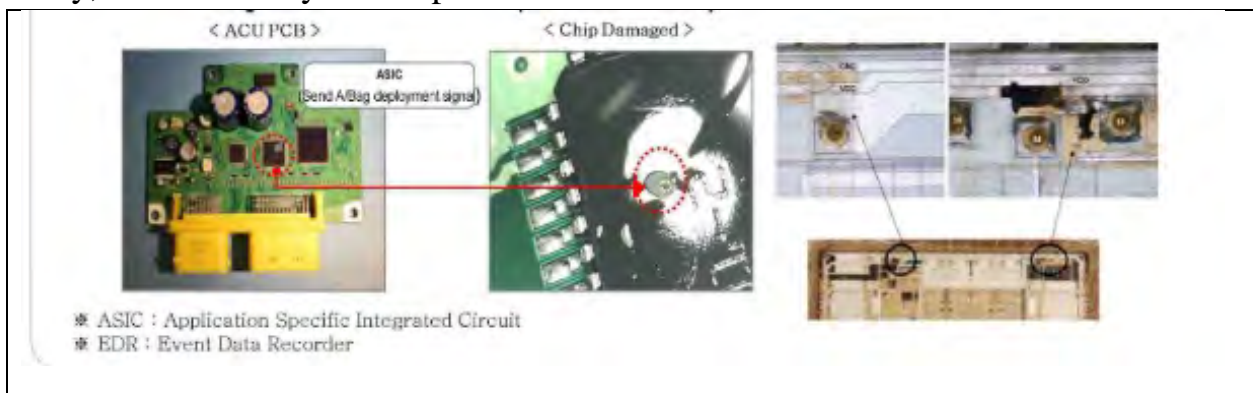 < ACU PCB >
< Chip Damaged >
ASIC
(Send A/Bag deployment signal)
※ ASIC : Application Specific Integrated Circuit
※ EDR : Event Data Recorder